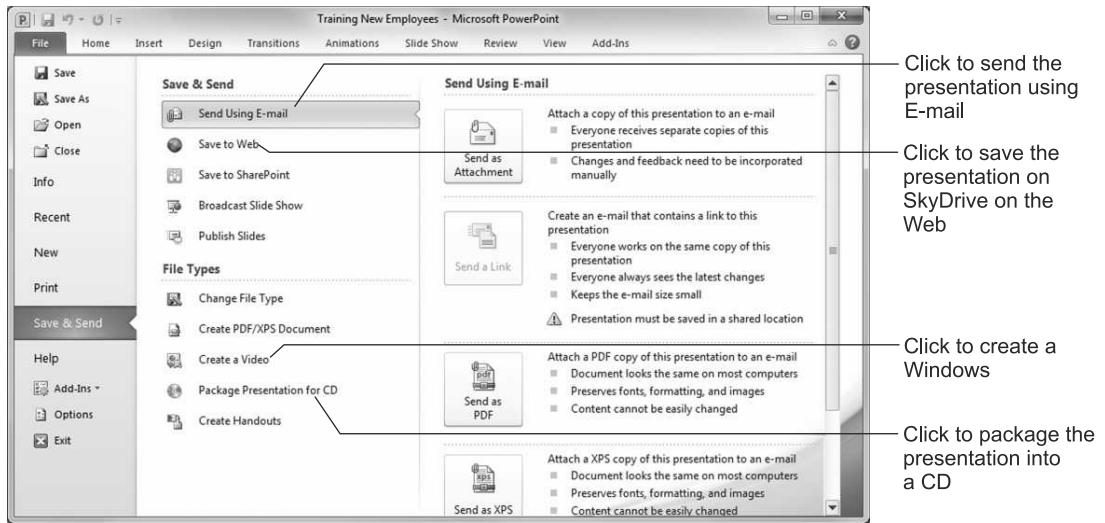 Training New Employees - Microsoft PowerPoint
File Home Insert Design Transitions Animations Slide Show Review View Add-Ins
Save
Save As
Open
Close
Info
Recent
New
Print
Save & Send
Help
Add-Ins
Options
Exit
Save & Send
Send Using E-mail
Save to Web
Save to SharePoint
Broadcast Slide Show
Publish Slides
File Types
Change File Type
Create PDF/XPS Document
Create a Video
Package Presentation for CD
Create Handouts
Send Using E-mail
Send as
Attachment
Attach a copy of this presentation to an e-mail
Everyone receives separate copies of this
presentation
Changes and feedback need to be incorporated
manually
Send a Link
Create an e-mail that contains a link to this
presentation
Everyone works on the same copy of this
presentation
Everyone always sees the latest changes
Keeps the e-mail size small
Presentation must be saved in a shared location
pdf
Send as
PDF
Attach a PDF copy of this presentation to an e-mail
Document looks the same on most computers
Preserves fonts, formatting, and images
Content cannot be easily changed
xps
Send as XPS
Attach a XPS copy of this presentation to an e-mail
Document looks the same on most computers
Preserves fonts, formatting, and images
Content cannot be easily changed
Click to send the
presentation using
E-mail
Click to save the
presentation on
SkyDrive on the
Web
Click to create a
Windows
Click to package the
presentation into
a CD